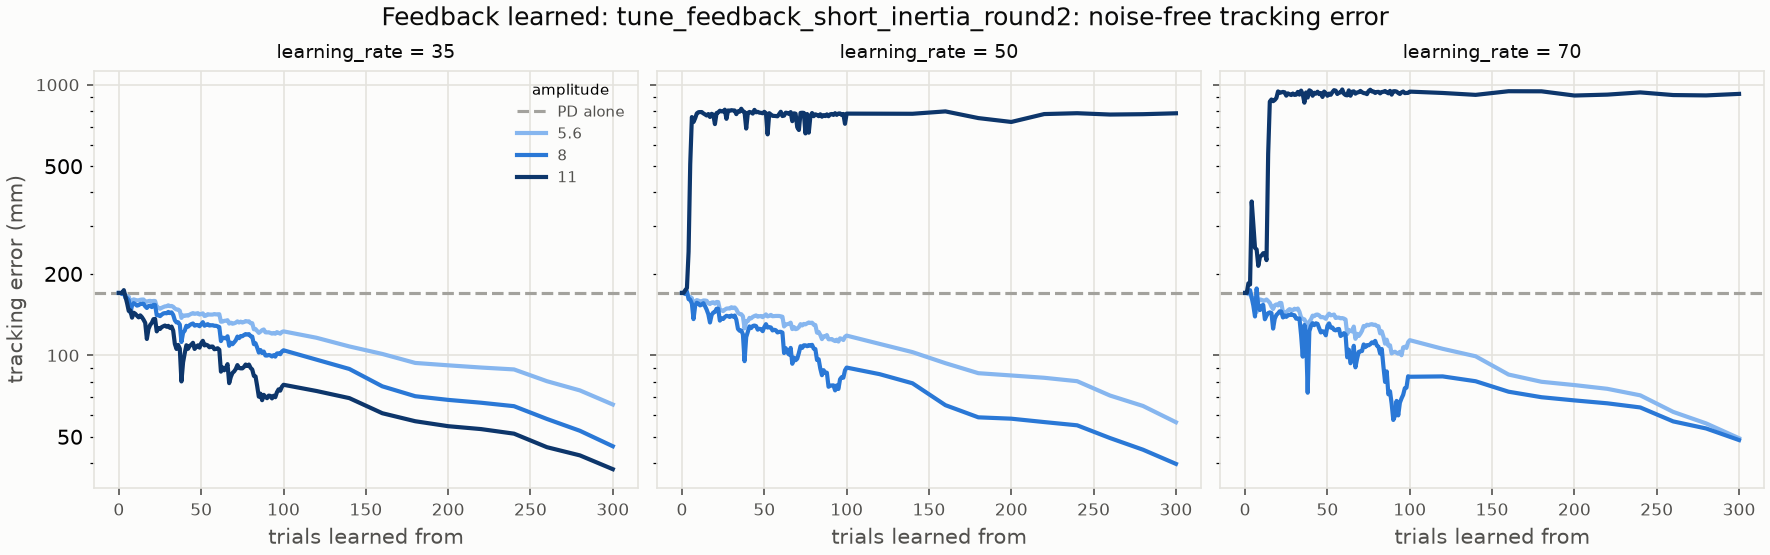 Feedback learned: tune_feedback_short_inertia_round2: noise-free tracking error
learning_rate = 35
learning_rate = 50
learning_rate = 70
tracking error (mm)
1000
500
200
100
50
amplitude
PD alone
5.6
8
11
0 50 100 150 200 250 300
0 50 100 150 200 250 300
0 50 100 150 200 250 300
trials learned from
trials learned from
trials learned from